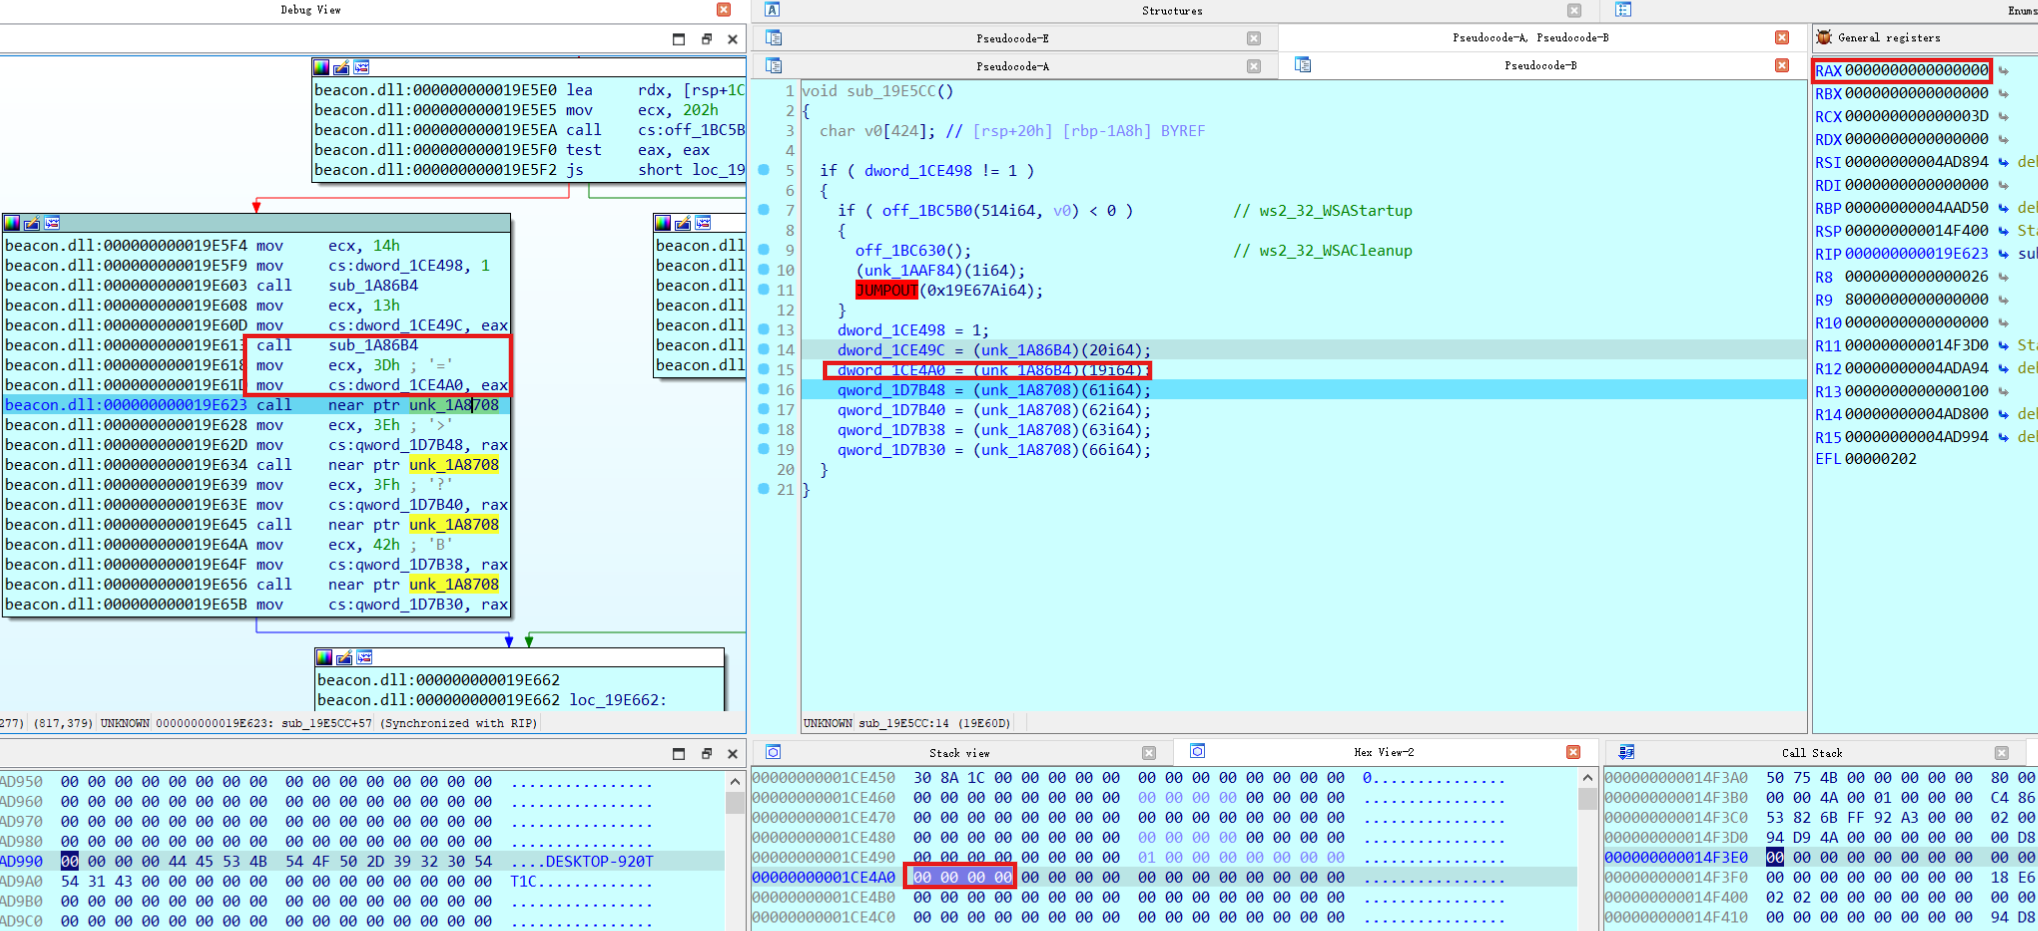 Debug View
beacon.dll:000000000019E5E0 lea rdx, [rsp+1C
beacon.dll:000000000019E5E5 mov ecx, 202h
beacon.dll:000000000019E5EA call cs:off_1BC5B
beacon.dll:000000000019E5F0 test eax, eax
beacon.dll:000000000019E5F2 js short loc_19
beacon.dll:000000000019E5F4 mov ecx, 14h
beacon.dll:000000000019E5F9 mov cs:dword_1CE498, 1
beacon.dll:000000000019E603 call sub_1A86B4
beacon.dll:000000000019E608 mov ecx, 13h
beacon.dll:000000000019E60D mov cs:dword_1CE49C, eax
beacon.dll:000000000019E613 call sub_1A86B4
beacon.dll:000000000019E618 mov ecx, 3Dh ; '='
beacon.dll:000000000019E61D mov cs:dword_1CE4A0, eax
beacon.dll:000000000019E623 call near ptr unk_1A8708
beacon.dll:000000000019E628 mov ecx, 3Eh ; '>'
beacon.dll:000000000019E62D mov cs:qword_1D7B48, rax
beacon.dll:000000000019E634 call near ptr unk_1A8708
beacon.dll:000000000019E639 mov ecx, 3Fh ; '?'
beacon.dll:000000000019E63E mov cs:qword_1D7B40, rax
beacon.dll:000000000019E645 call near ptr unk_1A8708
beacon.dll:000000000019E64A mov ecx, 42h ; 'B'
beacon.dll:000000000019E64F mov cs:qword_1D7B38, rax
beacon.dll:000000000019E656 call near ptr unk_1A8708
beacon.dll:000000000019E65B mov cs:qword_1D7B30, rax
beacon.dll
beacon.dll
beacon.dll
beacon.dll
beacon.dll
beacon.dll
beacon.dll
beacon.dll:000000000019E662
beacon.dll:000000000019E662 loc_19E662:
277) (817,379) UNKNOWN 000000000019E623: sub_19E5CC+57 (Synchronized with RIP)
Structures
Enums
Pseudocode-E
Pseudocode-A, Pseudocode-B
Pseudocode-A
Pseudocode-B
1 void sub_19E5CC()
2 {
3 char v0[424]; // [rsp+20h] [rbp-1A8h] BYREF
4
5 if ( dword_1CE498 != 1 )
6 {
7 if ( off_1BC5B0(514i64, v0) < 0 ) // ws2_32_WSAStartup
8 {
9 off_1BC630(); // ws2_32_WSACleanup
10 (unk_1AAF84)(1i64);
11 JUMPOUT(0x19E67Ai64);
12 }
13 dword_1CE498 = 1;
14 dword_1CE49C = (unk_1A86B4)(20i64);
15 dword_1CE4A0 = (unk_1A86B4)(19i64);
16 qword_1D7B48 = (unk_1A8708)(61i64);
17 qword_1D7B40 = (unk_1A8708)(62i64);
18 qword_1D7B38 = (unk_1A8708)(63i64);
19 qword_1D7B30 = (unk_1A8708)(66i64);
20 }
21 }
UNKNOWN sub_19E5CC:14 (19E60D)
General registers
RAX 0000000000000000
RBX 0000000000000000
RCX 000000000000003D
RDX 0000000000000000
RSI 00000000004AD894 de
RDI 0000000000000000
RBP 00000000004AAD50 de
RSP 000000000014F400 St
RIP 000000000019E623 su
R8 0000000000000026
R9 8000000000000000
R10 0000000000000000
R11 000000000014F3D0 St
R12 00000000004ADA94 de
R13 0000000000000100
R14 00000000004AD800 de
R15 00000000004AD994 de
EFL 00000202
AD950 00 00 00 00 00 00 00 00 00 00 00 00 00 00 00 00 ................
AD960 00 00 00 00 00 00 00 00 00 00 00 00 00 00 00 00 ................
AD970 00 00 00 00 00 00 00 00 00 00 00 00 00 00 00 00 ................
AD980 00 00 00 00 00 00 00 00 00 00 00 00 00 00 00 00 ................
AD990 00 00 00 00 44 45 53 4B 54 4F 50 2D 39 32 30 54 ....DESKTOP-920T
AD9A0 54 31 43 00 00 00 00 00 00 00 00 00 00 00 00 00 T1C.............
AD9B0 00 00 00 00 00 00 00 00 00 00 00 00 00 00 00 00 ................
AD9C0 00 00 00 00 00 00 00 00 00 00 00 00 00 00 00 00 ................
Stack view
Hex View-2
00000000001CE450 30 8A 1C 00 00 00 00 00 00 00 00 00 00 00 00 00 0...............
00000000001CE460 00 00 00 00 00 00 00 00 00 00 00 00 00 00 00 00 ................
00000000001CE470 00 00 00 00 00 00 00 00 00 00 00 00 00 00 00 00 ................
00000000001CE480 00 00 00 00 00 00 00 00 00 00 00 00 00 00 00 00 ................
00000000001CE490 00 00 00 00 00 00 00 00 01 00 00 00 00 00 00 00 ................
00000000001CE4A0 00 00 00 00 00 00 00 00 00 00 00 00 00 00 00 00 ................
00000000001CE4B0 00 00 00 00 00 00 00 00 00 00 00 00 00 00 00 00 ................
00000000001CE4C0 00 00 00 00 00 00 00 00 00 00 00 00 00 00 00 00 ................
Call Stack
000000000014F3A0 50 75 4B 00 00 00 00 00 80 00
000000000014F3B0 00 00 4A 00 01 00 00 00 C4 86
000000000014F3C0 53 82 6B FF 92 A3 00 00 02 00
000000000014F3D0 94 D9 4A 00 00 00 00 00 00 D8
000000000014F3E0 00 00 00 00 00 00 00 00 00 00
000000000014F3F0 00 00 00 00 00 00 00 00 18 E6
000000000014F400 02 02 00 00 00 00 00 00 00 00
000000000014F410 00 00 00 00 00 00 00 00 94 D8